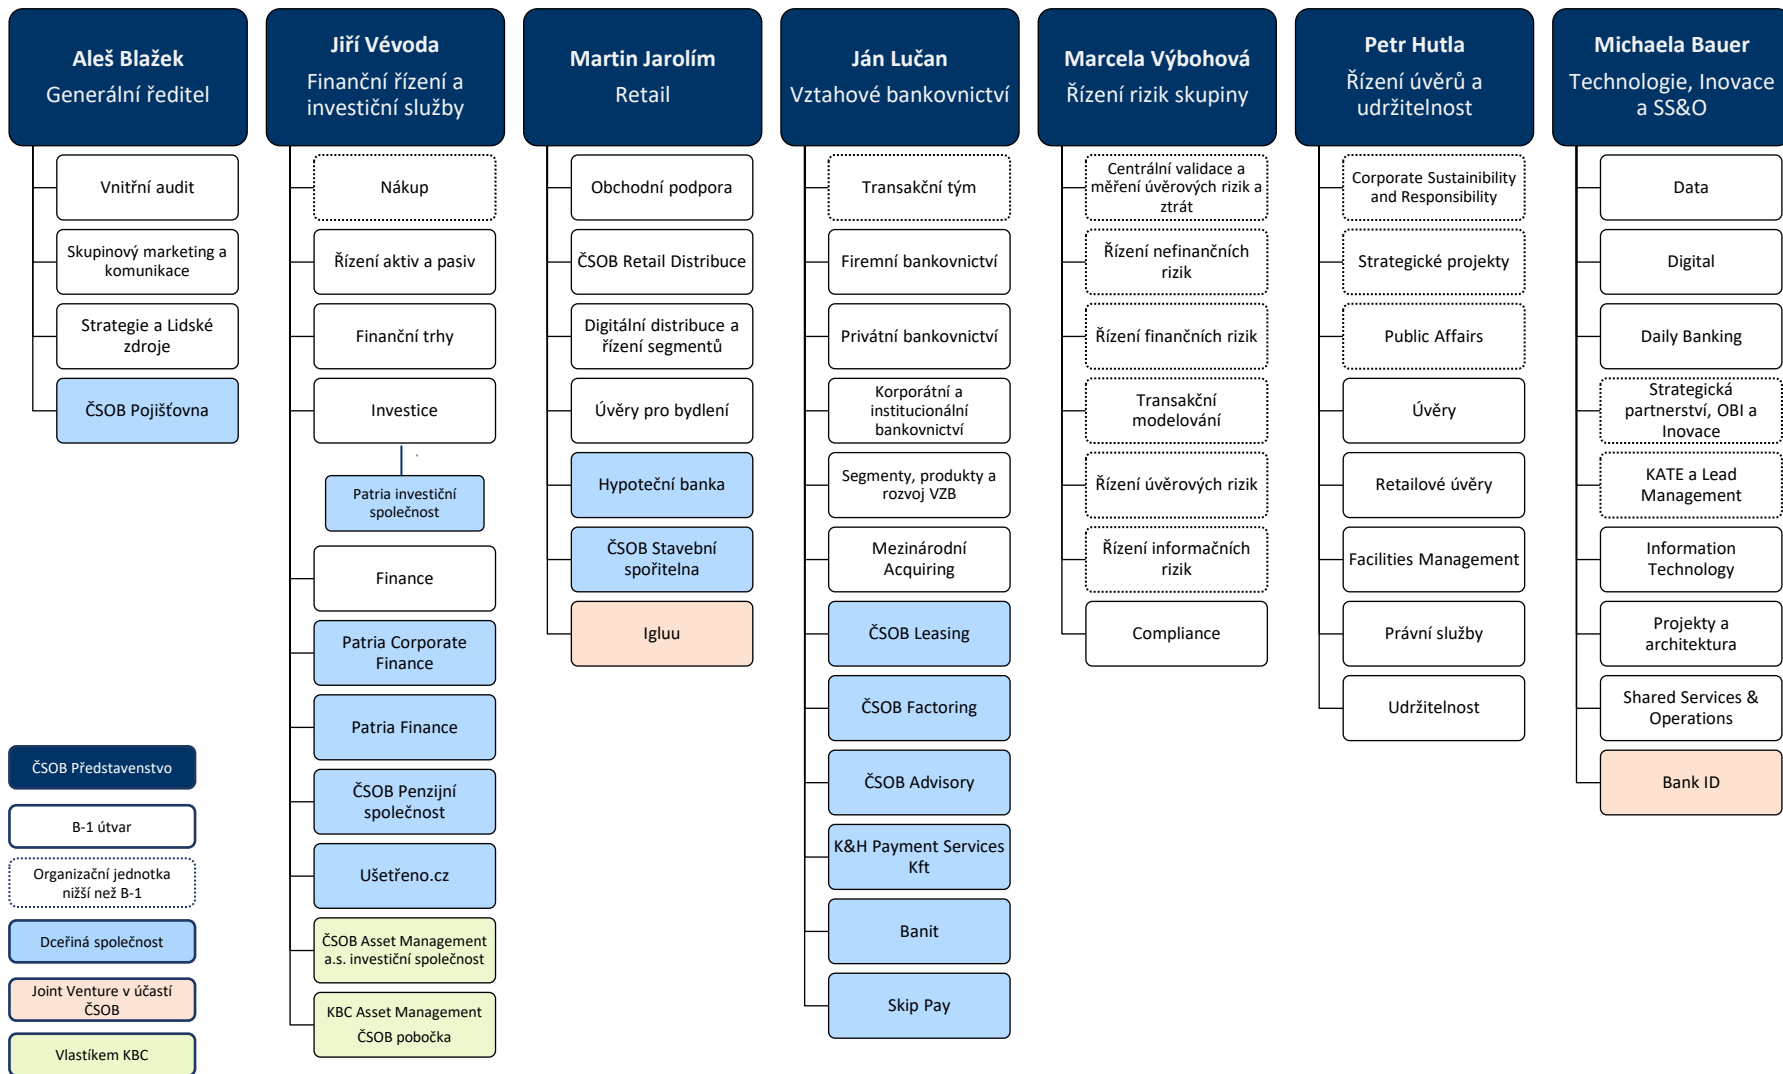 Aleš Blažek
Generální ředitel
Vnitřní audit
Skupinový marketing a
komunikace
Strategie a Lidské
zdroje
ČSOB Pojišťovna
Jiří Vévoda
Finanční řízení a
investiční služby
Nákup
Řízení aktiv a pasiv
Finanční trhy
Investice
Patria investiční
společnost
Finance
Patria Corporate
Finance
Patria Finance
ČSOB Penzijní
společnost
Ušetřeno.cz
ČSOB Asset Management
a.s. investiční společnost
KBC Asset Management
ČSOB pobočka
Martin Jarolím
Retail
Obchodní podpora
ČSOB Retail Distribuce
Digitální distribuce a
řízení segmentů
Úvěry pro bydlení
Hypoteční banka
ČSOB Stavební
spořitelna
Igluu
Ján Lučan
Vztahové bankovnictví
Transakční tým
Firemní bankovnictví
Privátní bankovnictví
Korporátní a
institucionální
bankovnictví
Segmenty, produkty a
rozvoj VZB
Mezinárodní
Acquiring
ČSOB Leasing
ČSOB Factoring
ČSOB Advisory
K&H Payment Services
Kft
Banit
Skip Pay
Marcela Výbohová
Řízení rizik skupiny
Centrální validace a
měření úvěrových rizik a
ztrát
Řízení nefinančních
rizik
Řízení finančních rizik
Transakční
modelování
Řízení úvěrových rizik
Řízení informačních
rizik
Compliance
Petr Hutla
Řízení úvěrů a
udržitelnost
Corporate Sustainibility
and Responsibility
Strategické projekty
Public Affairs
Úvěry
Retailové úvěry
Facilities Management
Právní služby
Udržitelnost
Michaela Bauer
Technologie, Inovace
a SS&O
Data
Digital
Daily Banking
Strategická
partnerství, OBI a
Inovace
KATE a Lead
Management
Information
Technology
Projekty a
architektura
Shared Services &
Operations
Bank ID
ČSOB Představenstvo
B-1 útvar
Organizační jednotka
nižší než B-1
Dceřiná společnost
Joint Venture v účastí
ČSOB
Vlastíkem KBC